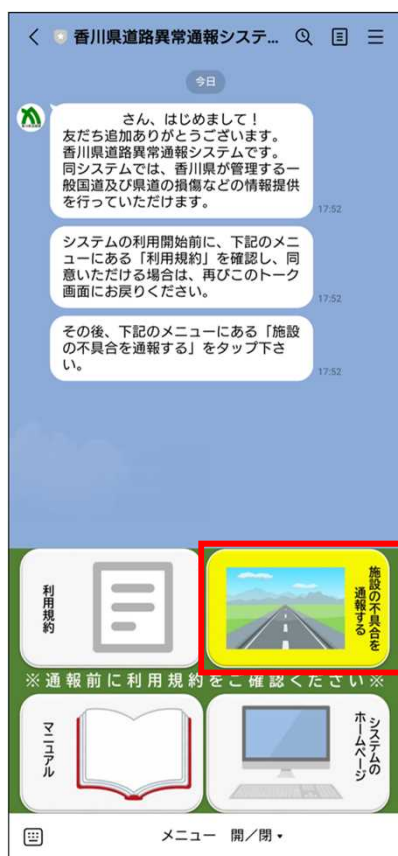 香川県道路異常通報システ...
今日
さん、はじめまして！
友だち追加ありがとうございます。
香川県道路異常通報システムです。
同システムでは、香川県が管理する一
般国道及び県道の損傷などの情報提供
を行っていただけます。
17:52
システムの利用開始前に、下記のメニ
ューにある「利用規約」を確認し、同
意いただける場合は、再びこのトーク
画面にお戻りください。
17:52
その後、下記のメニューにある「施設
の不具合を通報する」をタップ下さ
い。
17:52
利用規約
施設の不具合を
通報する
※通報前に利用規約をご確認ください※
マニュアル
システムの
ホームページ
メニュー 開／閉▾